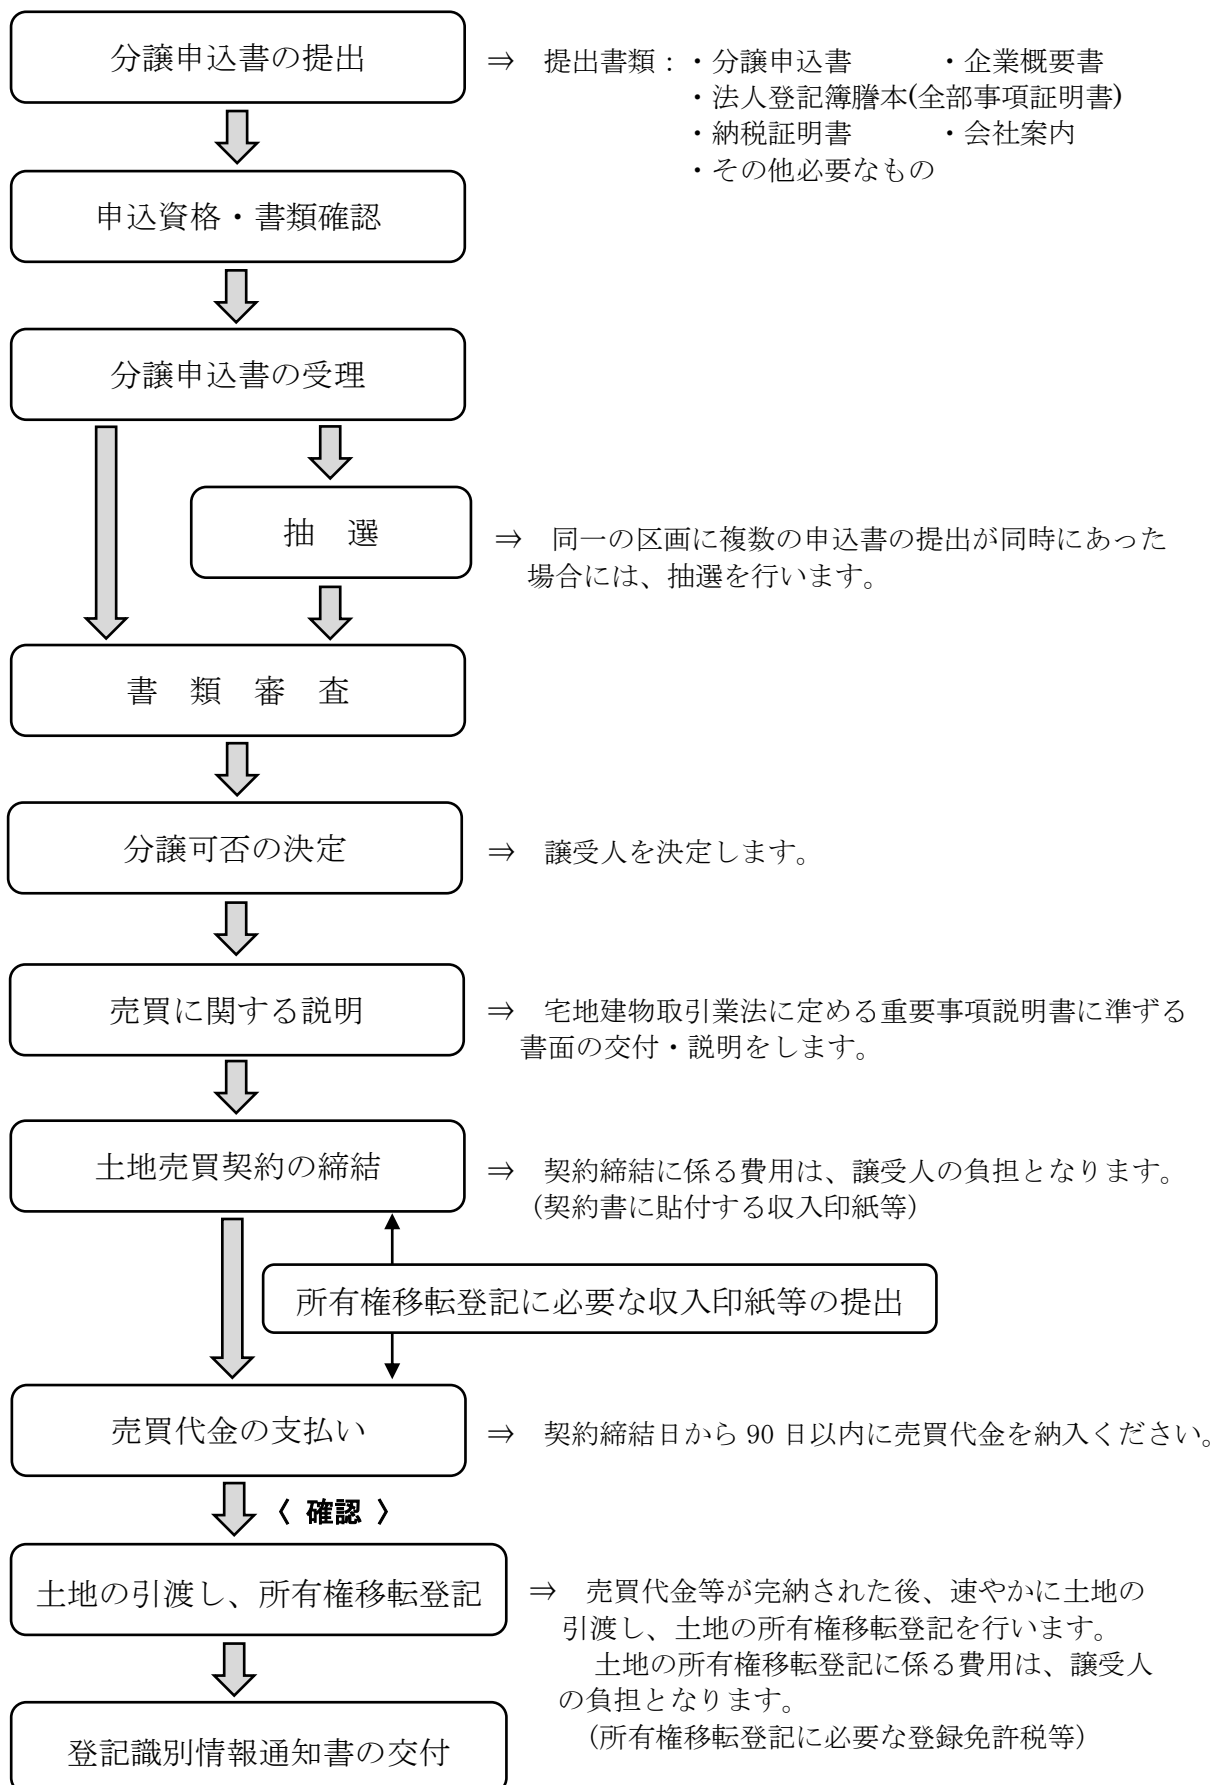 分譲申込書の提出
⇒　提出書類：・分譲申込書　　　・企業概要書
・法人登記簿謄本(全部事項証明書)
・納税証明書　　　・会社案内
・その他必要なもの
申込資格・書類確認
分譲申込書の受理
抽　選
⇒　同一の区画に複数の申込書の提出が同時にあった
場合には、抽選を行います。
書　類　審　査
分譲可否の決定
⇒　譲受人を決定します。
売買に関する説明
⇒　宅地建物取引業法に定める重要事項説明書に準ずる
書面の交付・説明をします。
土地売買契約の締結
⇒　契約締結に係る費用は、譲受人の負担となります。
(契約書に貼付する収入印紙等)
所有権移転登記に必要な収入印紙等の提出
売買代金の支払い
⇒　契約締結日から 90 日以内に売買代金を納入ください。
〈 確認 〉
土地の引渡し、所有権移転登記
⇒　売買代金等が完納された後、速やかに土地の
引渡し、土地の所有権移転登記を行います。
土地の所有権移転登記に係る費用は、譲受人
の負担となります。
(所有権移転登記に必要な登録免許税等)
登記識別情報通知書の交付